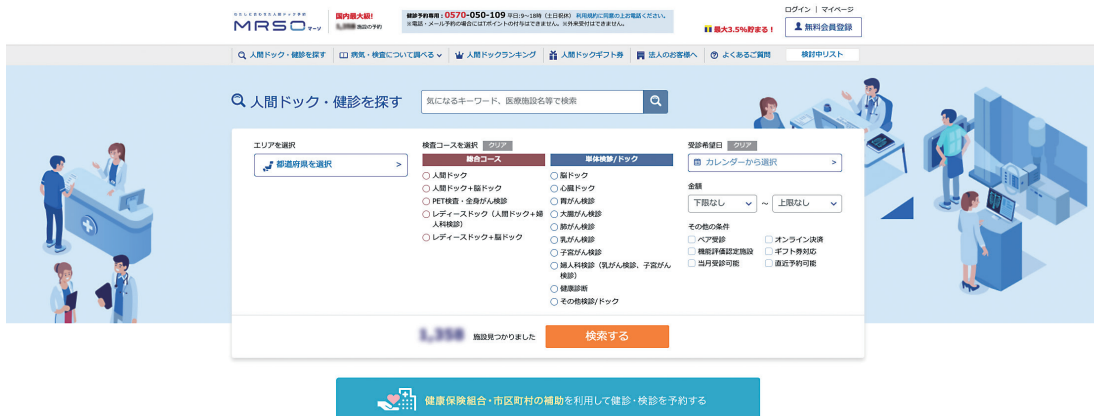 わたしとおわりたい人間ドック予約
MRSO マーソ
国内最大級!
施設の予約
健診予約専用:0570-050-109 平日:9~18時(土日祝休) 利用規約に同意の上お電話ください。
※電話・メール予約の場合にはTポイントの付与はできません。※外来受付はできません。
最大3.5%貯まる!
ログイン | マイページ
無料会員登録
人間ドック・健診を探す
病気・検査について調べる
人間ドックランキング
人間ドックギフト券
法人のお客様へ
よくあるご質問
検討中リスト
人間ドック・健診を探す
気になるキーワード、医療施設名等で検索
エリアを選択
都道府県を選択 >
検査コースを選択 クリア
総合コース
人間ドック
人間ドック+脳ドック
PET検査・全身がん検診
レディースドック(人間ドック+婦
人科検診)
レディースドック+脳ドック
単体検診/ドック
脳ドック
心臓ドック
胃がん検診
大腸がん検診
肺がん検診
乳がん検診
子宮がん検診
婦人科検診(乳がん検診、子宮がん
検診)
健康診断
その他検診/ドック
受診希望日 クリア
カレンダーから選択 >
金額
下限なし ~ 上限なし
その他の条件
ペア受診 オンライン決済
機能評価認定施設 ギフト券対応
当月受診可能 直近予約可能
施設見つかりました
検索する
健康保険組合・市区町村の補助を利用して健診・検診を予約する